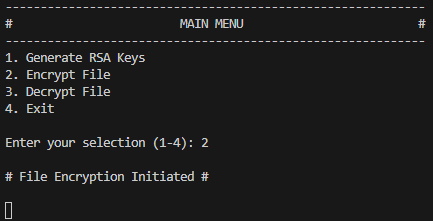 ------------------------------------------------------------
#                        MAIN MENU                         #
------------------------------------------------------------
1. Generate RSA Keys
2. Encrypt File
3. Decrypt File
4. Exit
Enter your selection (1-4): 2
# File Encryption Initiated #